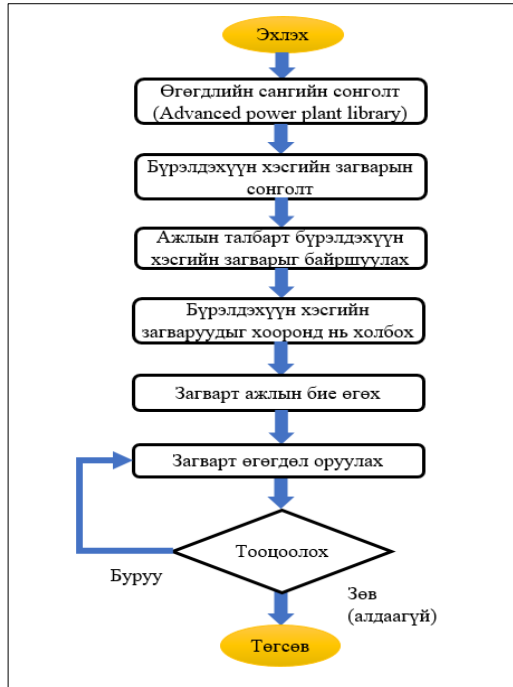 Эхлэх
Өгөгдлийн сангийн сонголт
(Advanced power plant library)
Бүрэлдэхүүн хэсгийн загварын
сонголт
Ажлын талбарт бүрэлдэхүүн
хэсгийн загварыг байршуулах
Бүрэлдэхүүн хэсгийн
загваруудыг хооронд нь холбох
Загварт ажлын бие өгөх
Загварт өгөгдөл оруулах
Тооцоолох
Буруу
Зөв
(алдаагүй)
Төгсөв